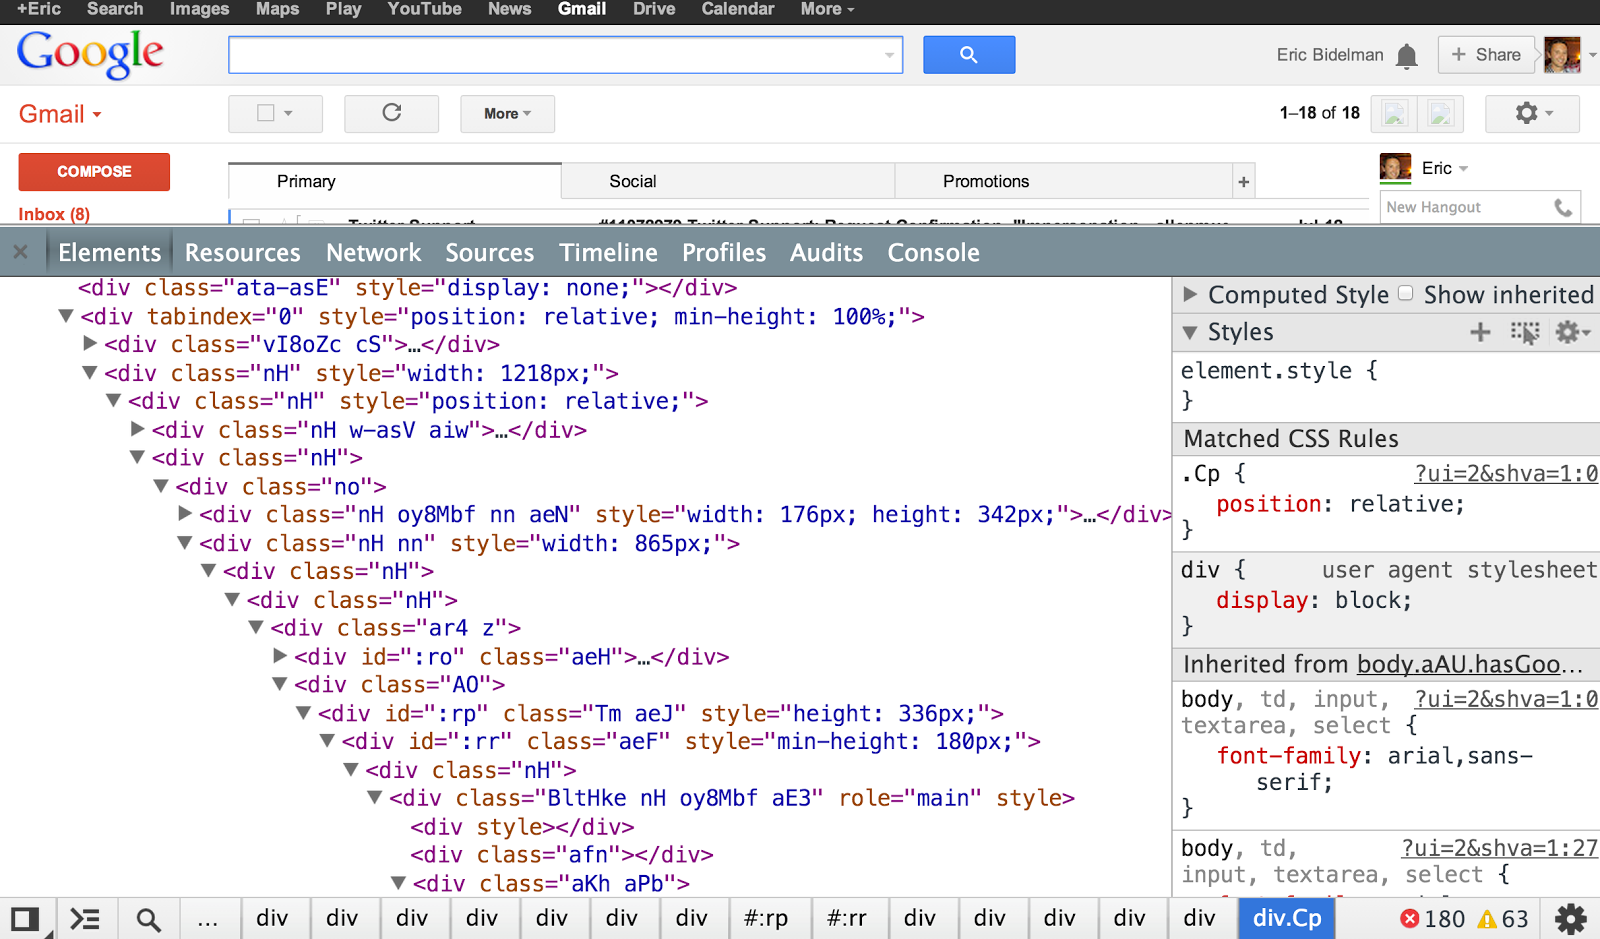 +Eric Search Images Maps Play YouTube News Gmail Drive Calendar More
Google
Eric Bidelman
+ Share
Gmail
More
1–18 of 18
COMPOSE
Primary
Social
Promotions
+
Eric
Inbox (8)
New Hangout
× Elements Resources Network Sources Timeline Profiles Audits Console
<div class="ata-asE" style="display: none;"></div>
<div tabindex="0" style="position: relative; min-height: 100%;">
<div class="vI8oZc cS">…</div>
<div class="nH" style="width: 1218px;">
<div class="nH" style="position: relative;">
<div class="nH w-asV aiw">…</div>
<div class="nH">
<div class="no">
<div class="nH oy8Mbf nn aeN" style="width: 176px; height: 342px;">…</div>
<div class="nH nn" style="width: 865px;">
<div class="nH">
<div class="nH">
<div class="ar4 z">
<div id=":ro" class="aeH">…</div>
<div class="AO">
<div id=":rp" class="Tm aeJ" style="height: 336px;">
<div id=":rr" class="aeF" style="min-height: 180px;">
<div class="nH">
<div class="BltHke nH oy8Mbf aE3" role="main" style>
<div style></div>
<div class="afn"></div>
<div class="aKh aPb">
Computed Style Show inherited
Styles
element.style {
}
Matched CSS Rules
.Cp { ?ui=2&shva=1:0
position: relative;
}
div { user agent stylesheet
display: block;
}
Inherited from body.aAU.hasGoo…
body, td, input, ?ui=2&shva=1:0
textarea, select {
font-family: arial,sans-
serif;
}
body, td, ?ui=2&shva=1:27
input, textarea, select {
... div div div div div div div #:rp #:rr div div div div div div.Cp 180 63